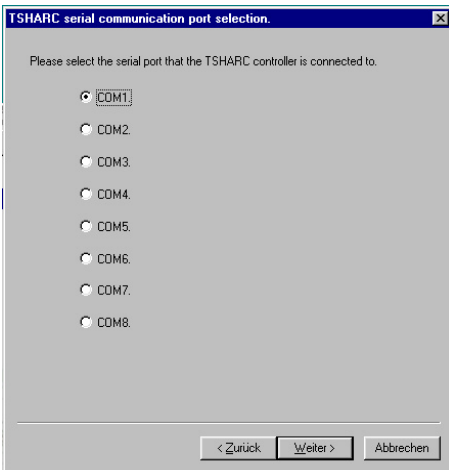 TSHARC serial communication port selection.
Please select the serial port that the TSHARC controller is connected to.
COM1.
COM2.
COM3.
COM4.
COM5.
COM6.
COM7.
COM8.
< Zurück Weiter > Abbrechen